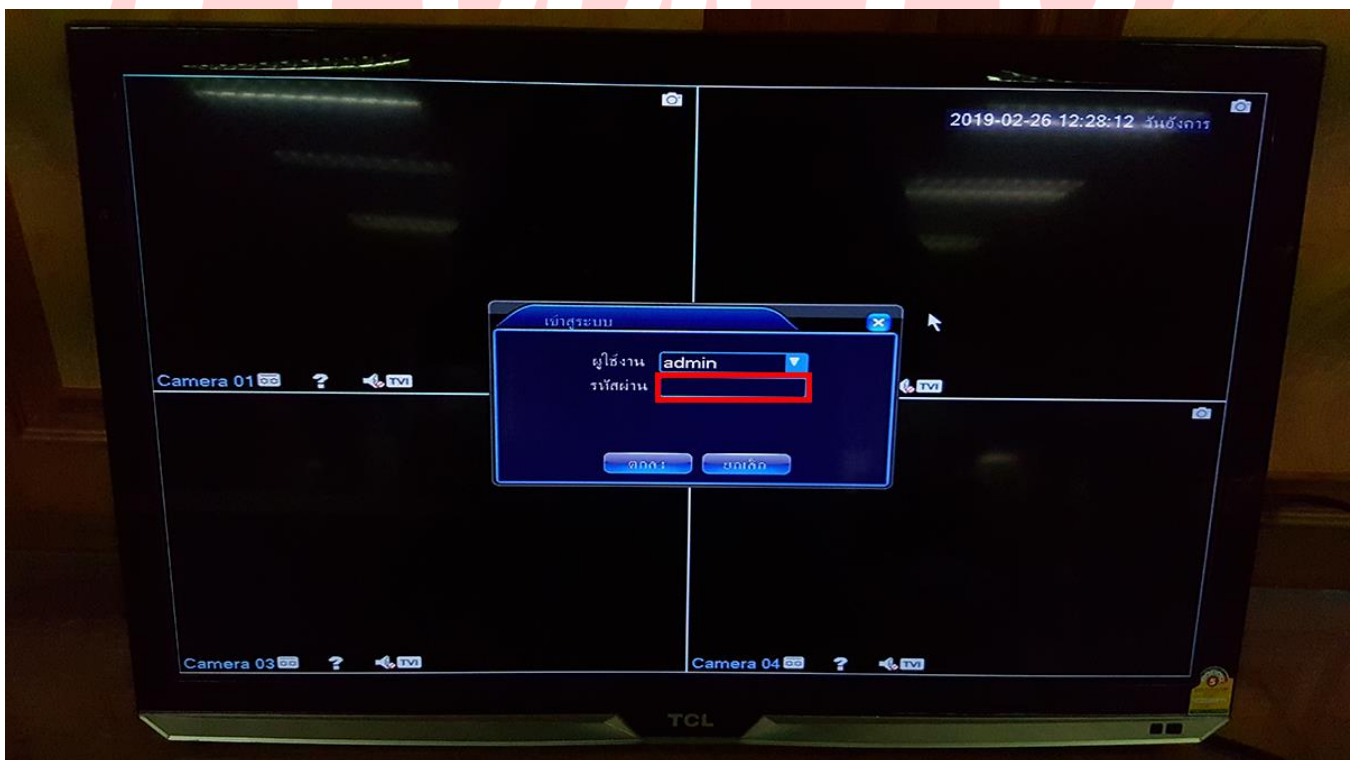 2019-02-26 12:28:12 วันอังคาร
เข้าสู่ระบบ
ผู้ใช้งาน admin
รหัสผ่าน
Camera 01 ? TVI
TVI
ตกลง ยกเลิก
Camera 03 ? TVI
Camera 04 ? TVI
TCL
5